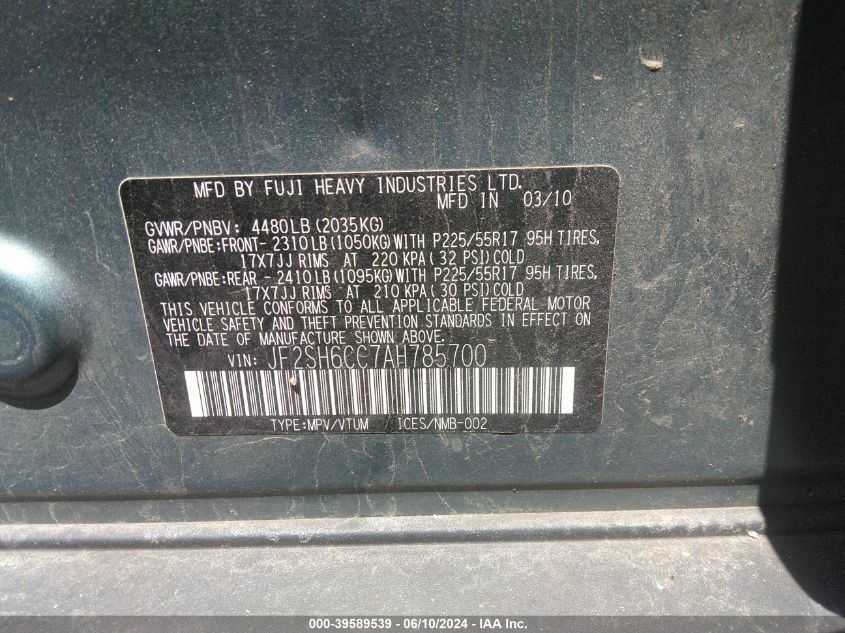 MFD BY FUJI HEAVY INDUSTRIES LTD.
MFD IN 03/10
GVWR/PNBV: 4480LB (2035KG)
GAWR/PNBE:FRONT- 2310LB (1050KG)WITH P225/55R17 95H TIRES,
17X7JJ RIMS AT 220 KPA (32 PSI) COLD
GAWR/PNBE:REAR - 2410LB (1095KG)WITH P225/55R17 95H TIRES,
17X7JJ RIMS AT 210 KPA (30 PSI) COLD
THIS VEHICLE CONFORMS TO ALL APPLICABLE FEDERAL MOTOR
VEHICLE SAFETY AND THEFT PREVENTION STANDARDS IN EFFECT ON
THE DATE OF MANUFACTURE SHOWN ABOVE.
VIN: JF2SH6CC7AH785700
TYPE:MPV/VTUM ICES/NMB-002
000-39589539 - 06/10/2024 - IAA Inc.